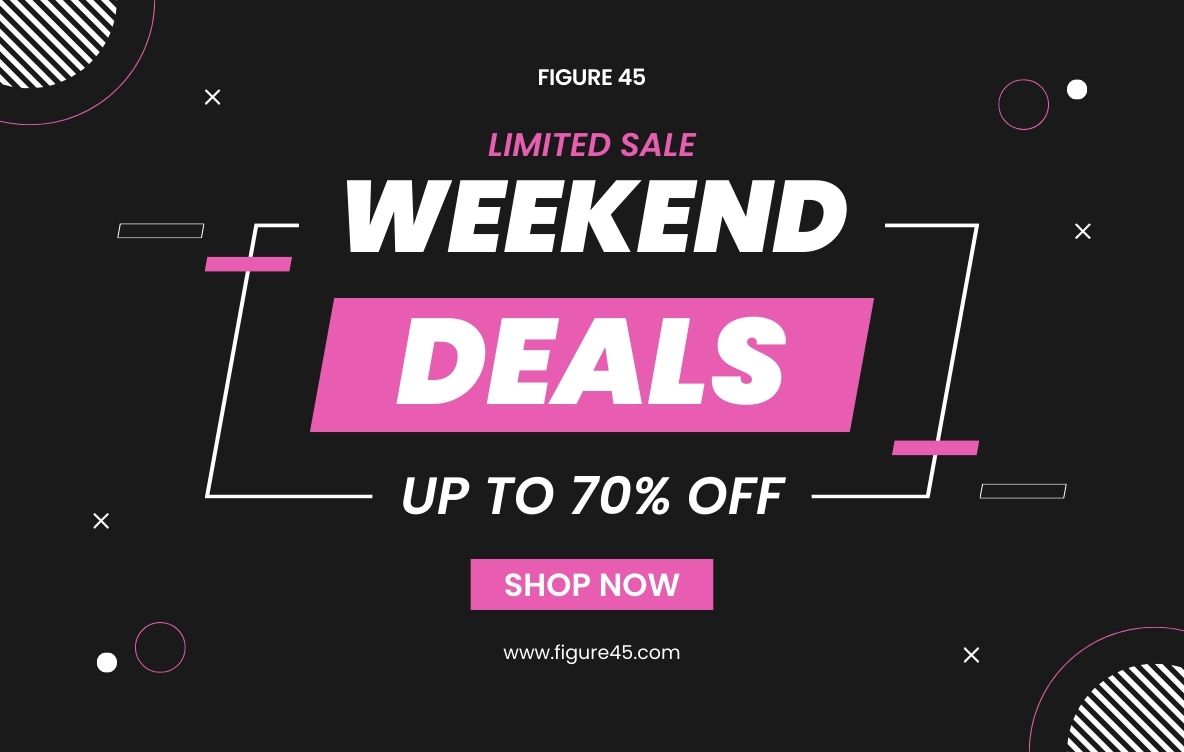 FIGURE 45
LIMITED SALE
WEEKEND
DEALS
UP TO 70% OFF
SHOP NOW
www.figure45.com